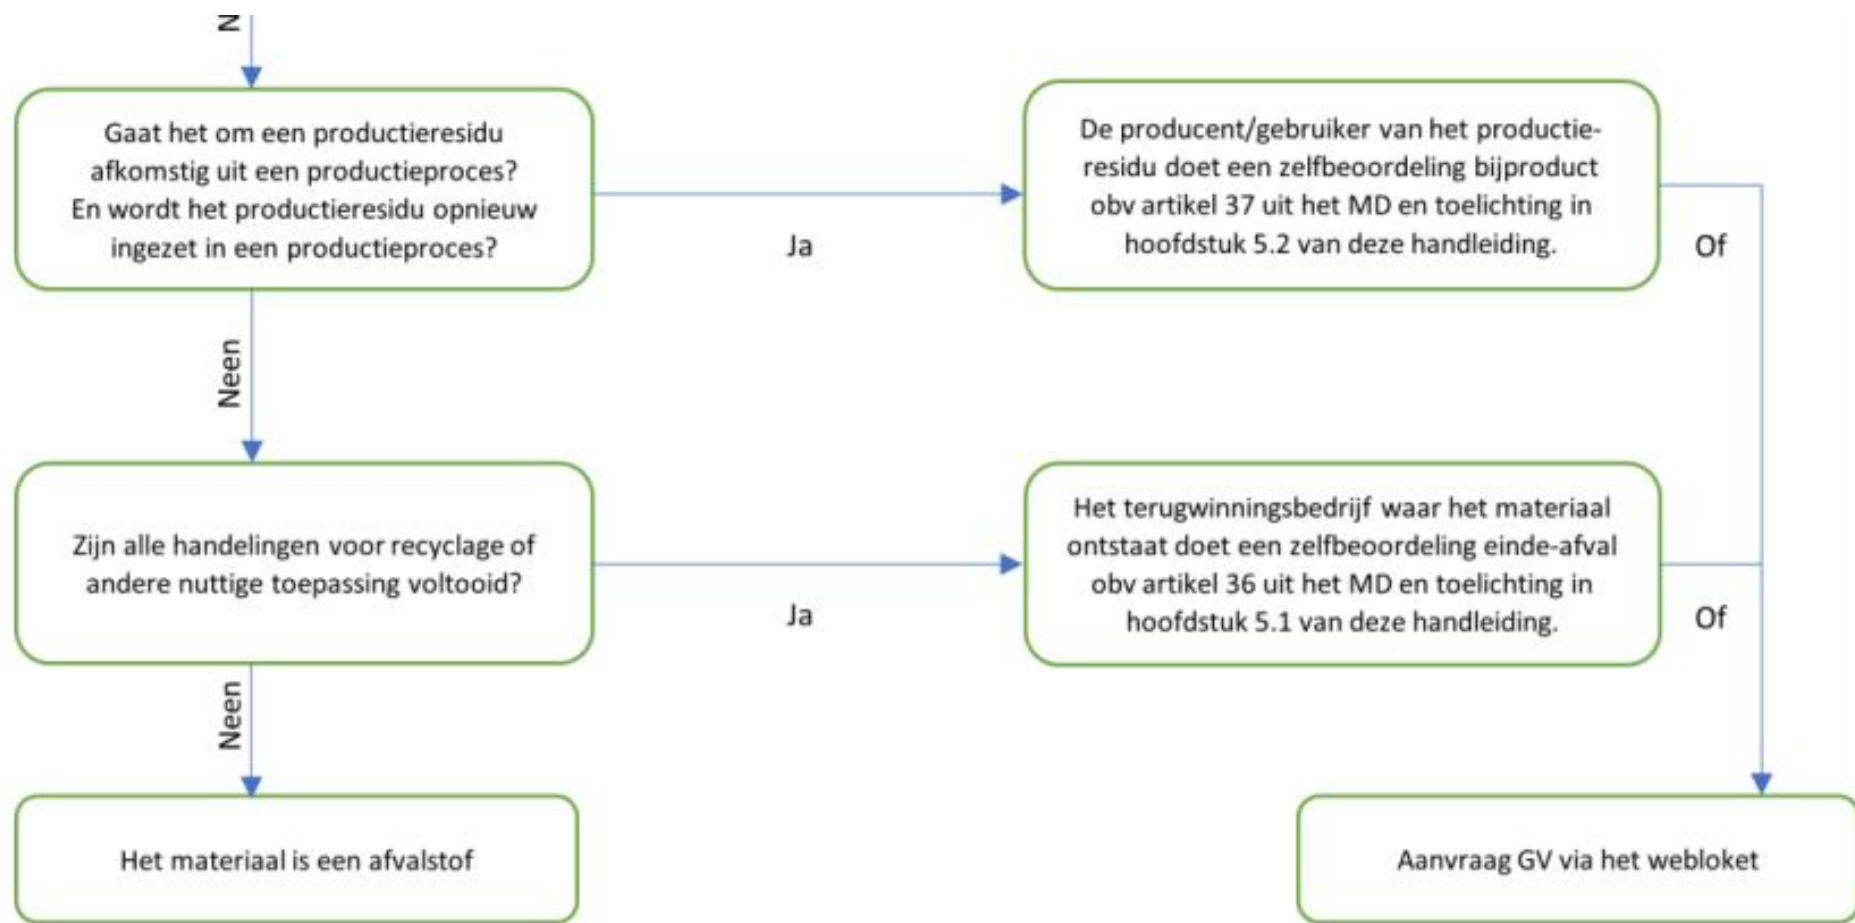 N
Gaat het om een productieresidu
afkomstig uit een productieproces?
En wordt het productieresidu opnieuw
ingezet in een productieproces?
Ja
De producent/gebruiker van het productie-
residu doet een zelfbeoordeling bijproduct
obv artikel 37 uit het MD en toelichting in
hoofdstuk 5.2 van deze handleiding.
Of
Neen
Zijn alle handelingen voor recyclage of
andere nuttige toepassing voltooid?
Ja
Het terugwinningsbedrijf waar het materiaal
ontstaat doet een zelfbeoordeling einde-afval
obv artikel 36 uit het MD en toelichting in
hoofdstuk 5.1 van deze handleiding.
Of
Neen
Het materiaal is een afvalstof
Aanvraag GV via het webloket